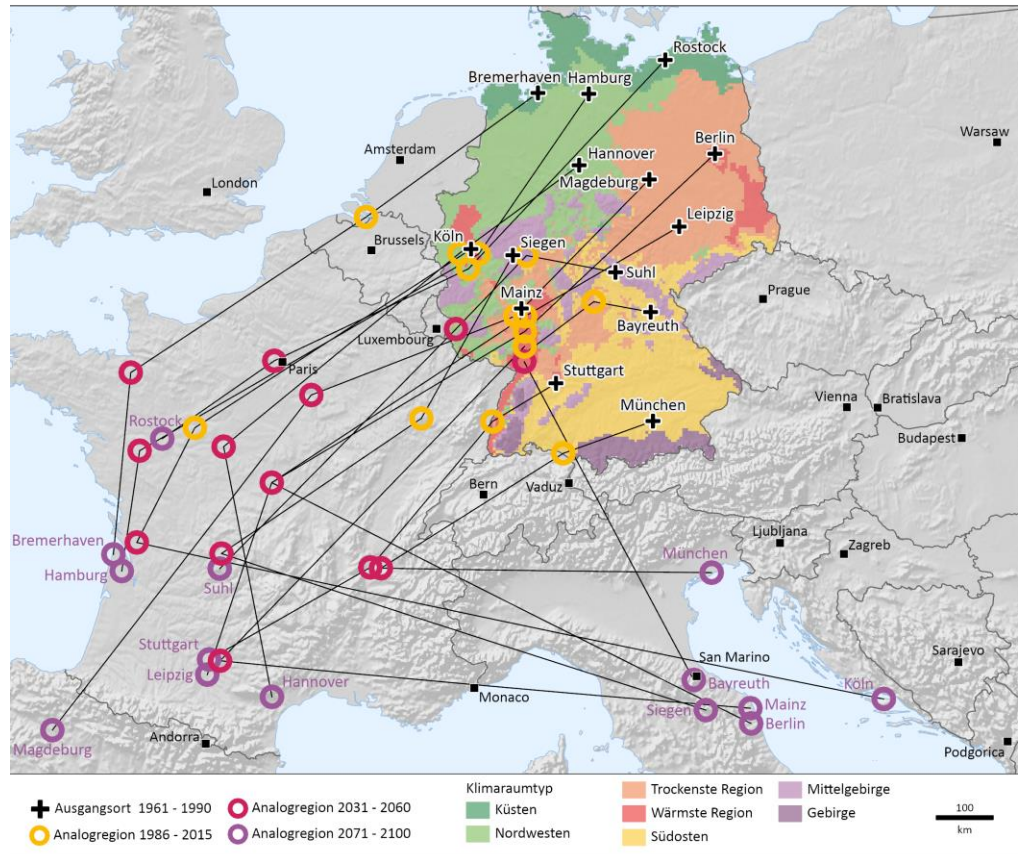 Rostock
Bremerhaven Hamburg
Amsterdam
Hannover
Berlin
Warsaw
Magdeburg
London
Leipzig
Köln
Siegen
Brussels
Suhl
Mainz
Prague
Luxembourg
Bayreuth
Paris
Stuttgart
Rostock
München
Vienna
Bratislava
Budapest
Bern
Vaduz
Bremerhaven
Ljubljana
Hamburg
Suhl
München
Zagreb
Stuttgart
San Marino
Sarajevo
Leipzig
Hannover
Monaco
Bayreuth
Köln
Siegen
Mainz
Berlin
Magdeburg
Andorra
Podgorica
Ausgangsort 1961 - 1990
Analogregion 1986 - 2015
Analogregion 2031 - 2060
Analogregion 2071 - 2100
Klimaraumtyp
Küsten
Nordwesten
Trockenste Region
Wärmste Region
Südosten
Mittelgebirge
Gebirge
100
km